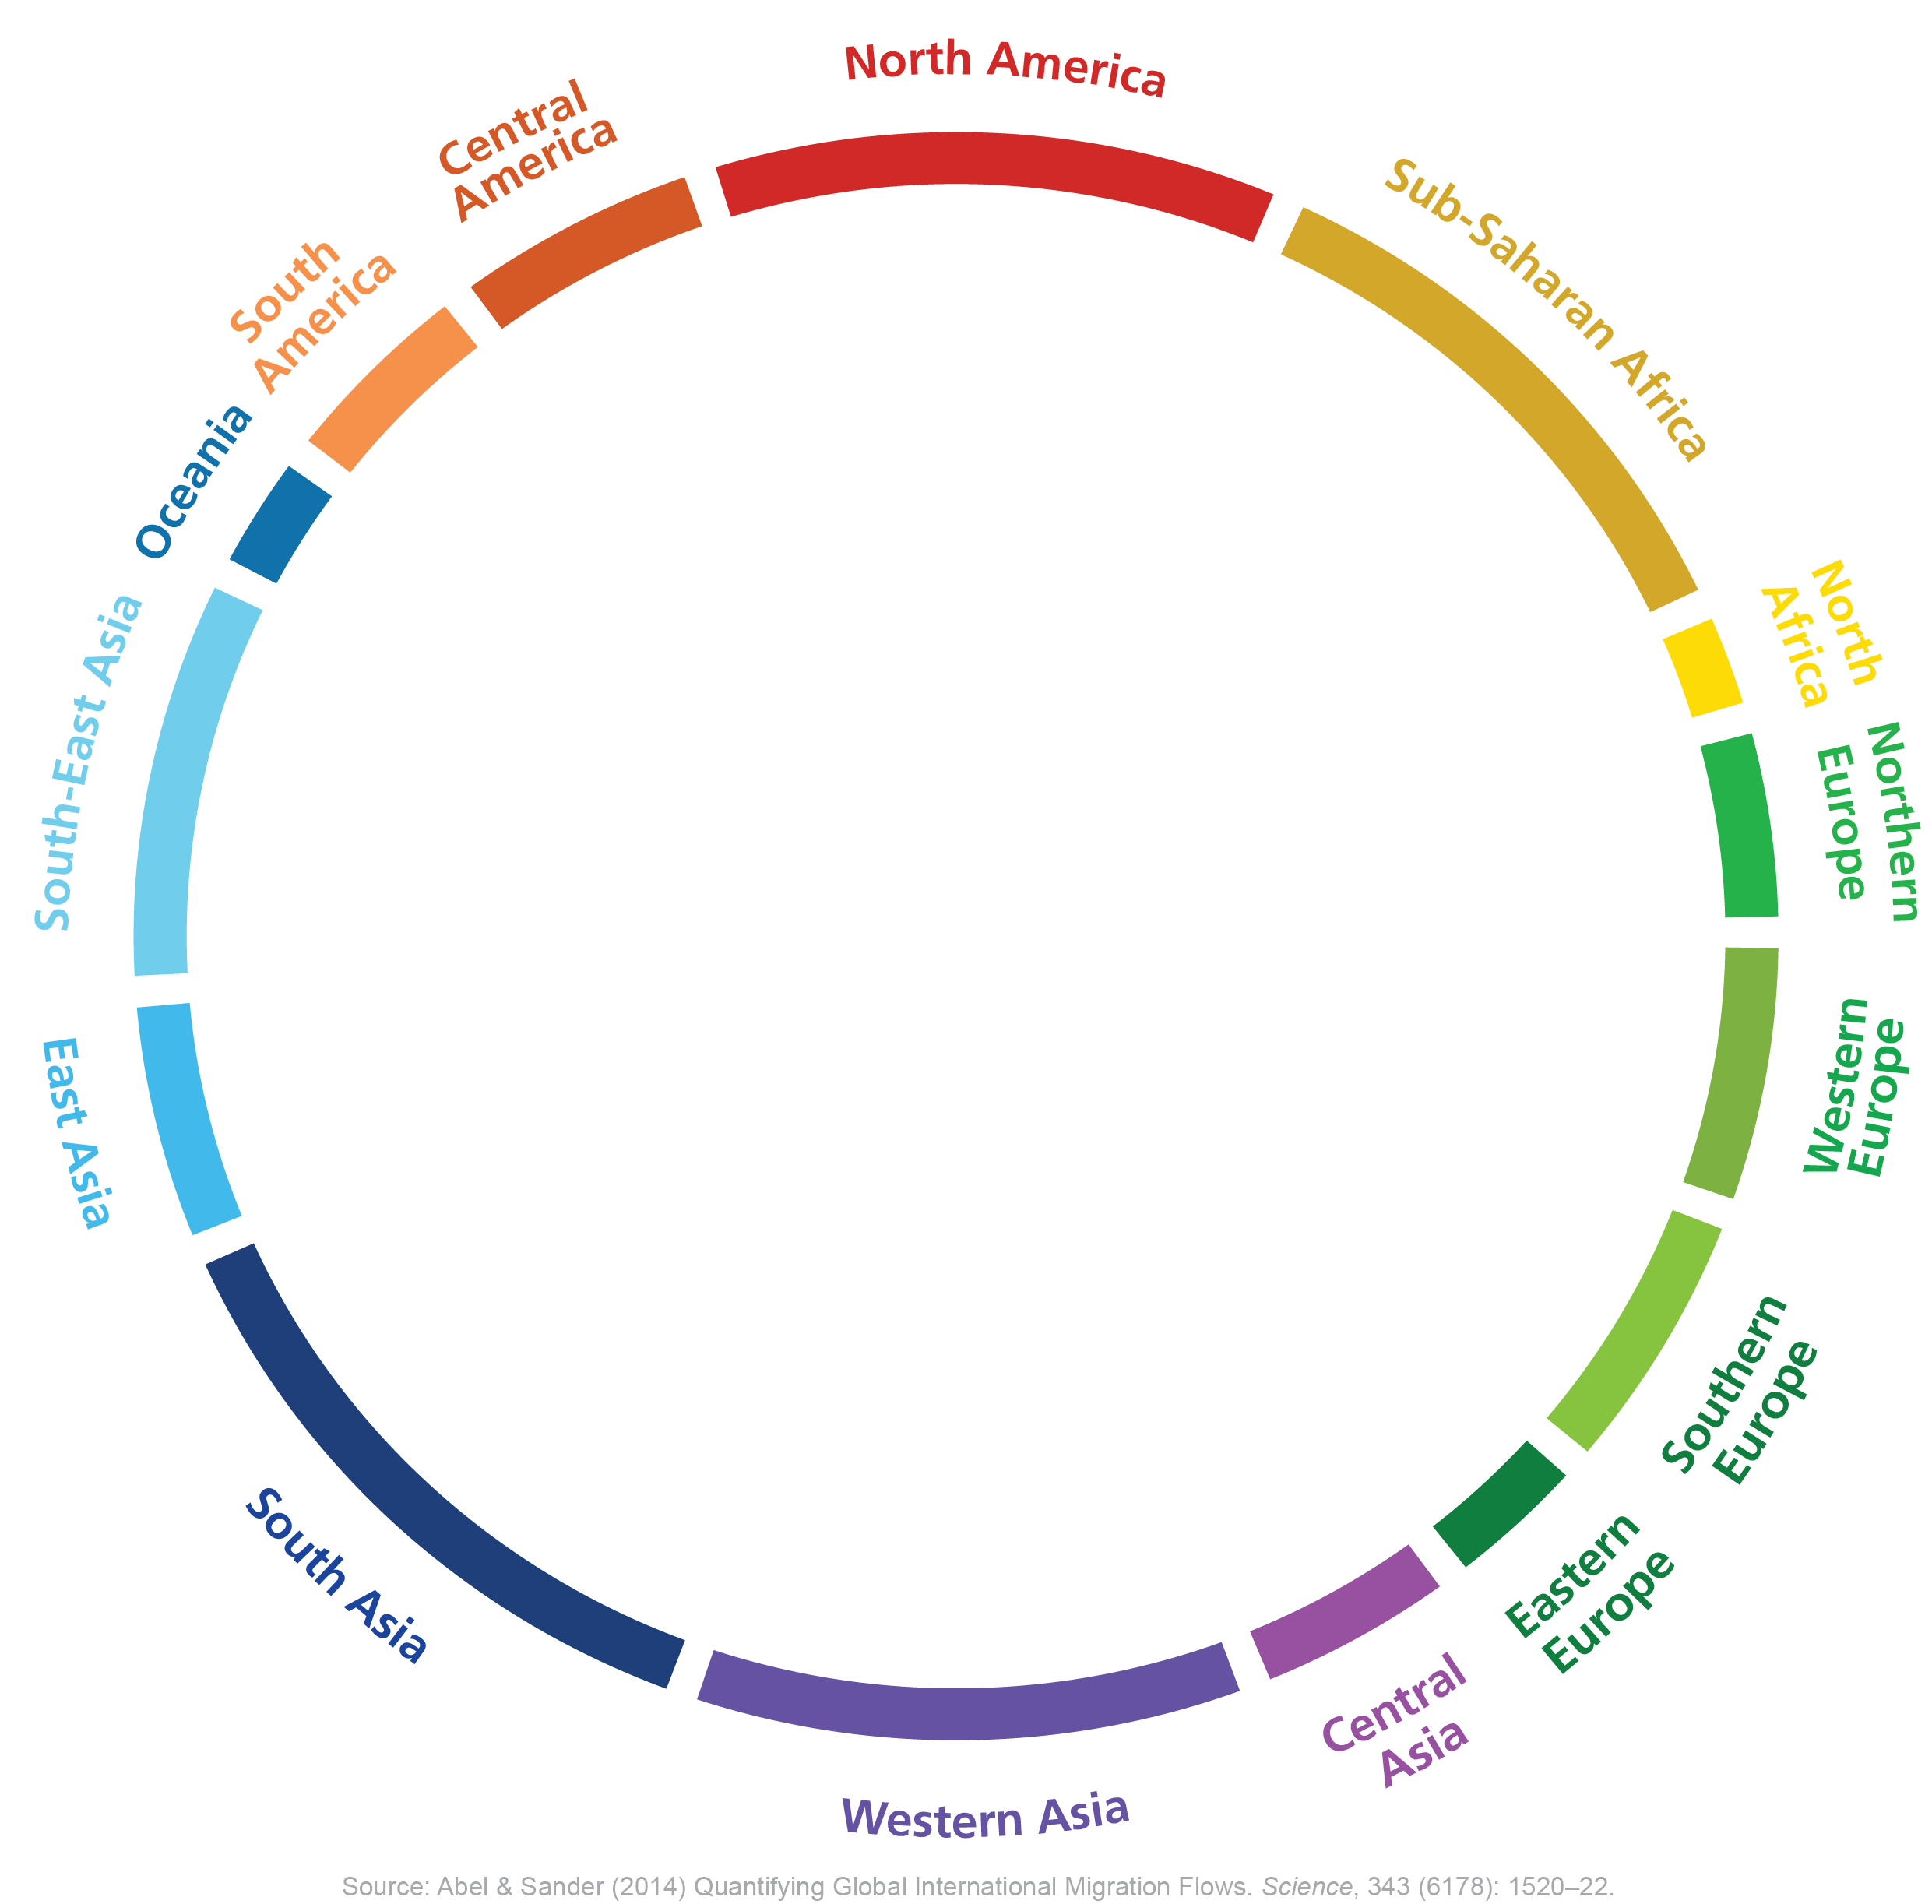 North America
Sub-Saharan Africa
North
Africa
Northern
Europe
Western
Europe
Southern
Europe
Eastern
Europe
Central
Asia
Western Asia
South Asia
East Asia
South-East Asia
Oceania
South
America
Central
America
Source: Abel & Sander (2014) Quantifying Global International Migration Flows. Science, 343 (6178): 1520–22.